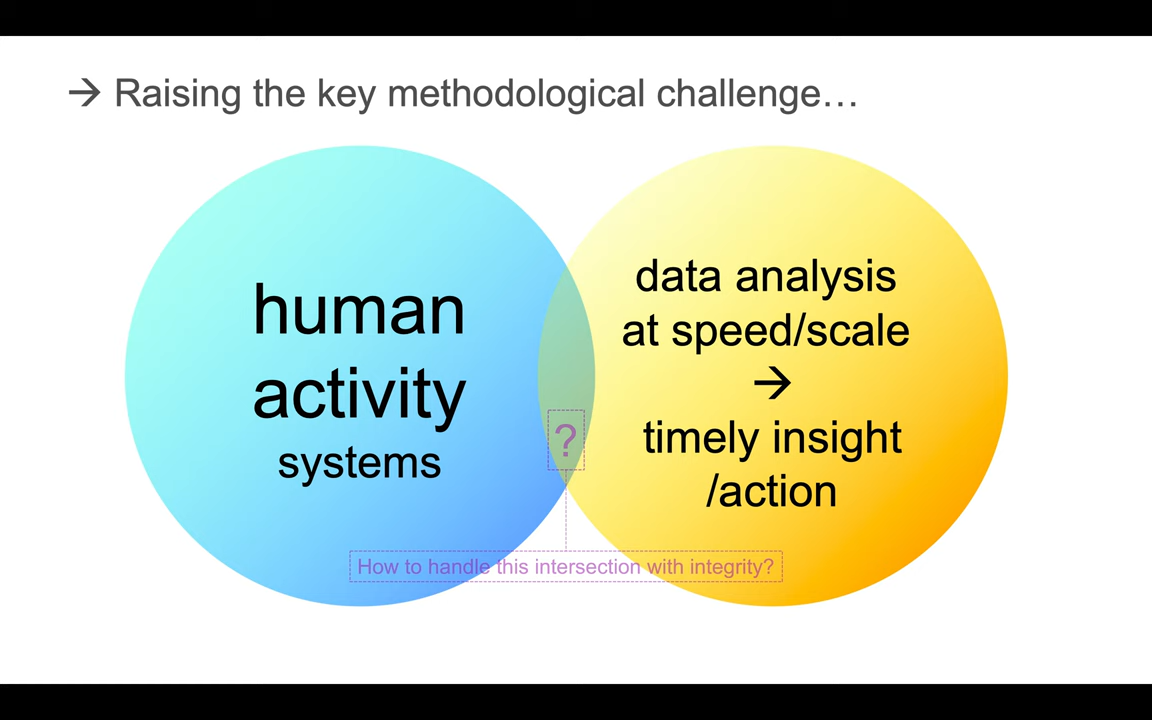 → Raising the key methodological challenge…
human
activity
systems
data analysis
at speed/scale
→
timely insight
/action
?
How to handle this intersection with integrity?